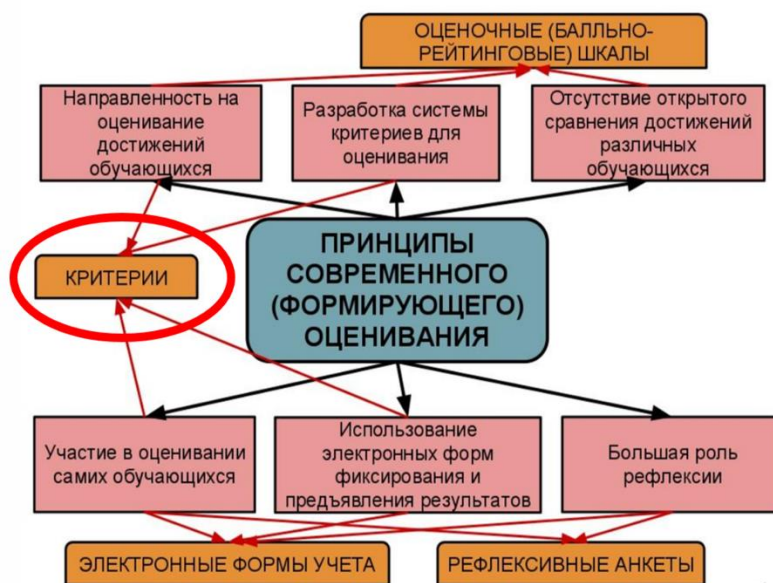 ОЦЕНОЧНЫЕ (БАЛЛЬНО-
РЕЙТИНГОВЫЕ) ШКАЛЫ
Направленность на
оценивание
достижений
обучающихся
Разработка системы
критериев для
оценивания
Отсутствие открытого
сравнения достижений
различных
обучающихся
КРИТЕРИИ
ПРИНЦИПЫ
СОВРЕМЕННОГО
(ФОРМИРУЮЩЕГО)
ОЦЕНИВАНИЯ
Участие в оценивании
самих обучающихся
Использование
электронных форм
фиксирования и
предъявления результатов
Большая роль
рефлексии
ЭЛЕКТРОННЫЕ ФОРМЫ УЧЕТА
РЕФЛЕКСИВНЫЕ АНКЕТЫ